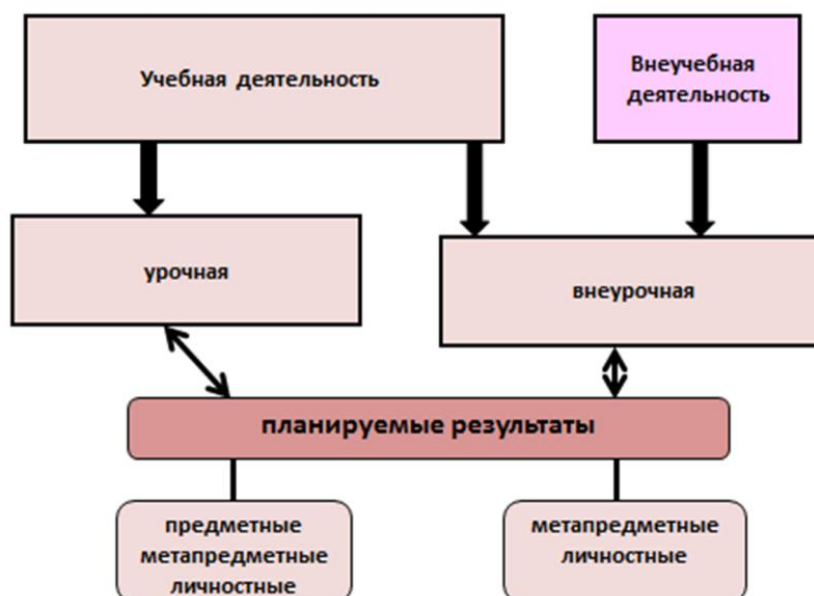 Учебная деятельность
Внеучебная
деятельность
урочная
внеурочная
планируемые результаты
предметные
метапредметные
личностные
метапредметные
личностные